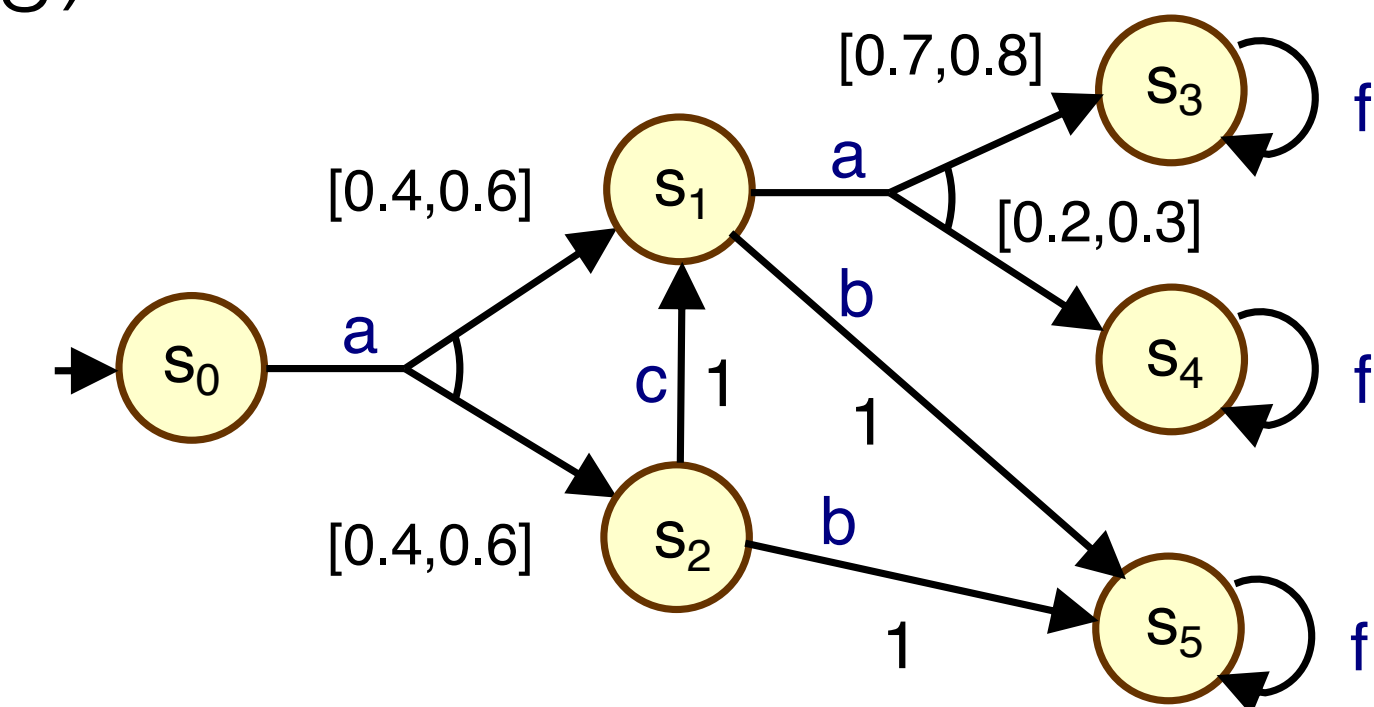 [0.7,0.8]
s3
f
a
[0.4,0.6]
s1
[0.2,0.3]
b
a
s0
c
1
s4
f
1
b
[0.4,0.6]
s2
1
s5
f